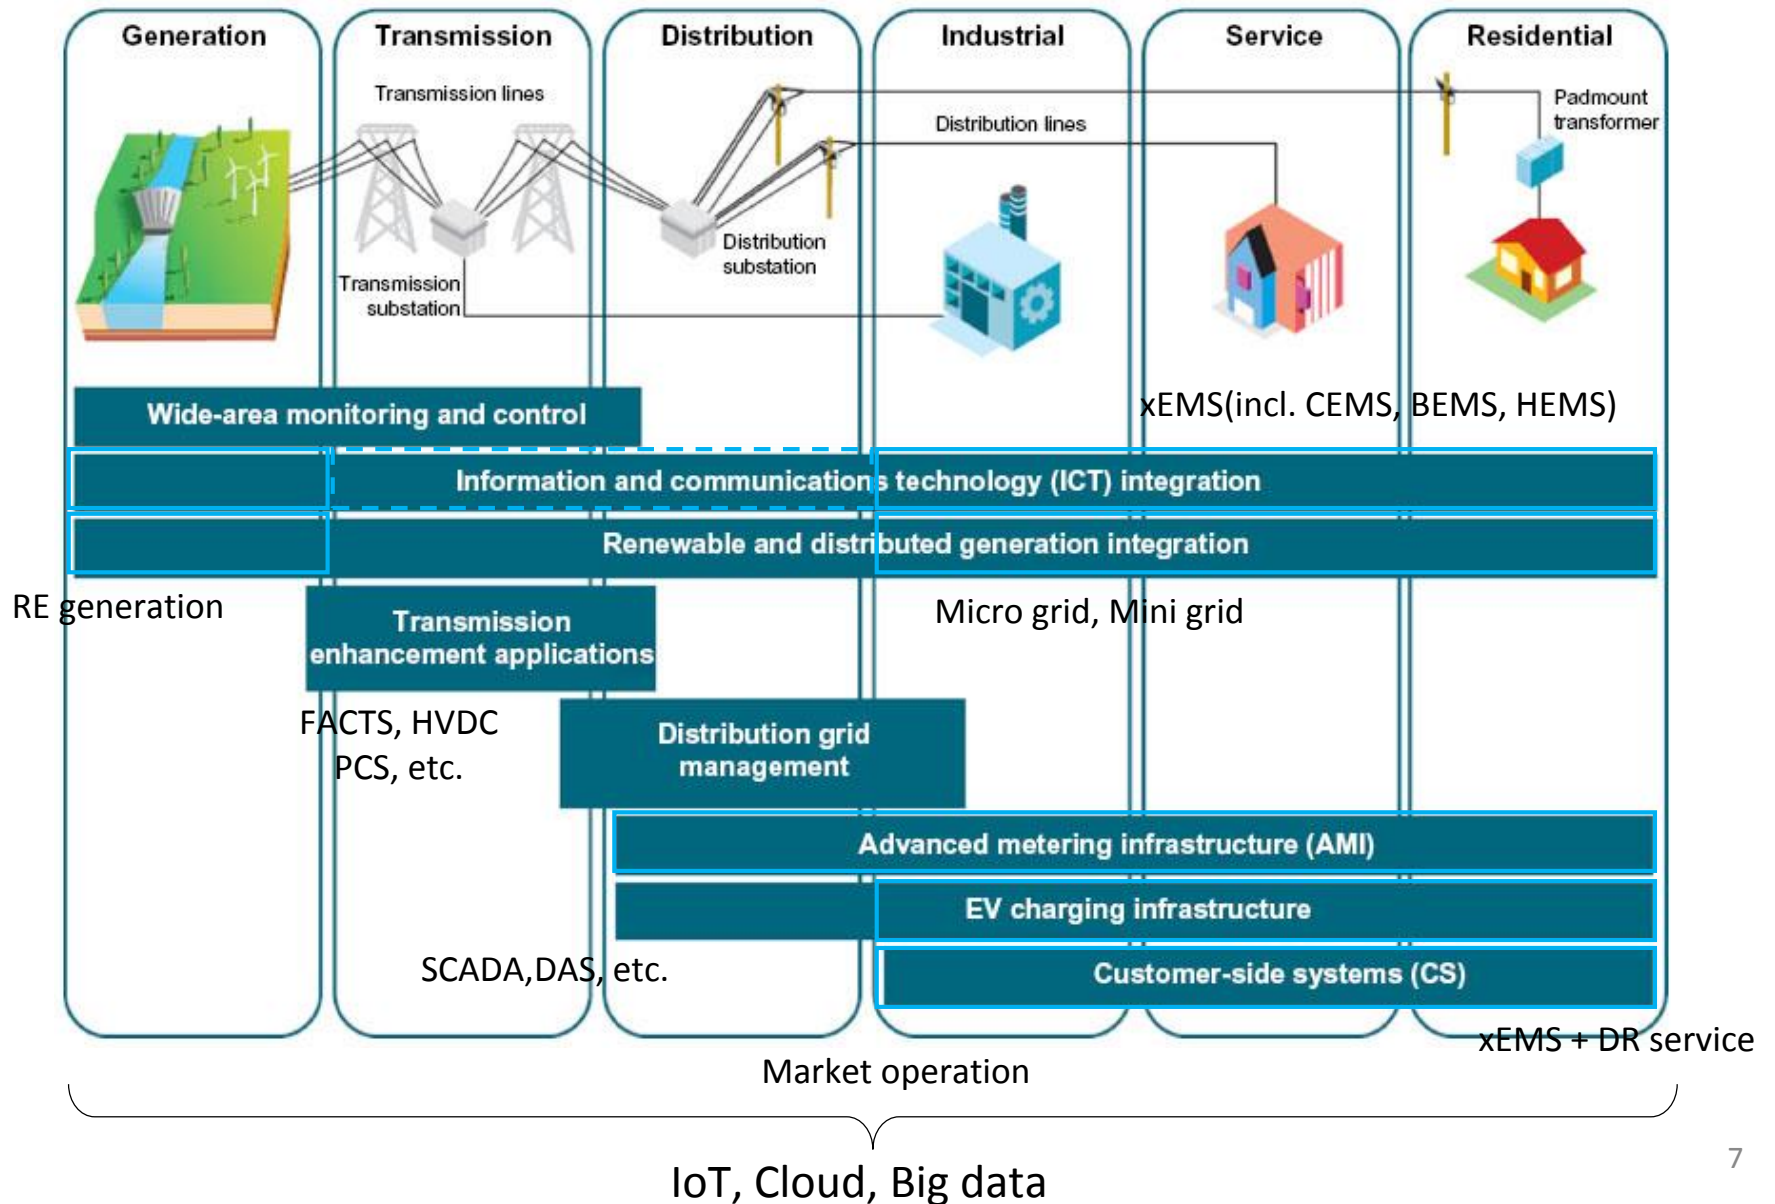 Generation
Transmission
Distribution
Industrial
Service
Residential
Transmission lines
Distribution lines
Padmount
transformer
Distribution
substation
Transmission
substation
Wide-area monitoring and control
xEMS(incl. CEMS, BEMS, HEMS)
Information and communications technology (ICT) integration
Renewable and distributed generation integration
RE generation
Transmission
enhancement applications
Micro grid, Mini grid
FACTS, HVDC
PCS, etc.
Distribution grid
management
Advanced metering infrastructure (AMI)
EV charging infrastructure
SCADA,DAS, etc.
Customer-side systems (CS)
xEMS + DR service
Market operation
IoT, Cloud, Big data
7